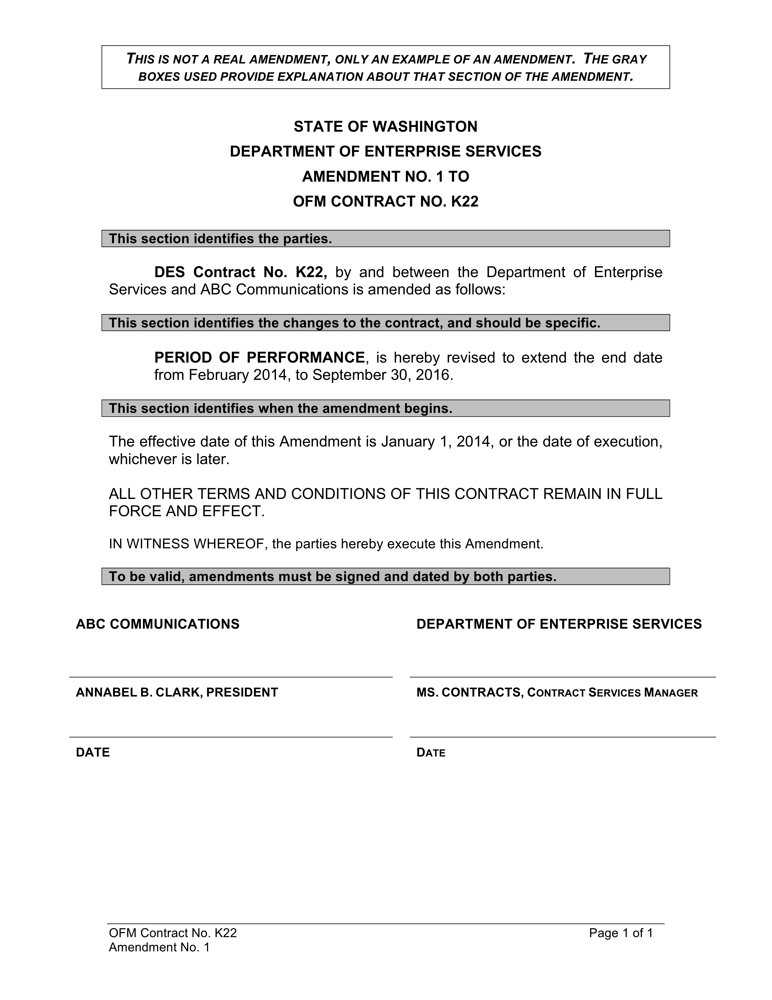 THIS IS NOT A REAL AMENDMENT, ONLY AN EXAMPLE OF AN AMENDMENT. THE GRAY
BOXES USED PROVIDE EXPLANATION ABOUT THAT SECTION OF THE AMENDMENT.
STATE OF WASHINGTON
DEPARTMENT OF ENTERPRISE SERVICES
AMENDMENT NO. 1 TO
OFM CONTRACT NO. K22
This section identifies the parties.
DES Contract No. K22, by and between the Department of Enterprise
Services and ABC Communications is amended as follows:
This section identifies the changes to the contract, and should be specific.
PERIOD OF PERFORMANCE, is hereby revised to extend the end date
from February 2014, to September 30, 2016.
This section identifies when the amendment begins.
The effective date of this Amendment is January 1, 2014, or the date of execution,
whichever is later.
ALL OTHER TERMS AND CONDITIONS OF THIS CONTRACT REMAIN IN FULL
FORCE AND EFFECT.
IN WITNESS WHEREOF, the parties hereby execute this Amendment.
To be valid, amendments must be signed and dated by both parties.
ABC COMMUNICATIONS
DEPARTMENT OF ENTERPRISE SERVICES
ANNABEL B. CLARK, PRESIDENT
MS. CONTRACTS, CONTRACT SERVICES MANAGER
DATE
DATE
OFM Contract No. K22
Page 1 of 1
Amendment No. 1